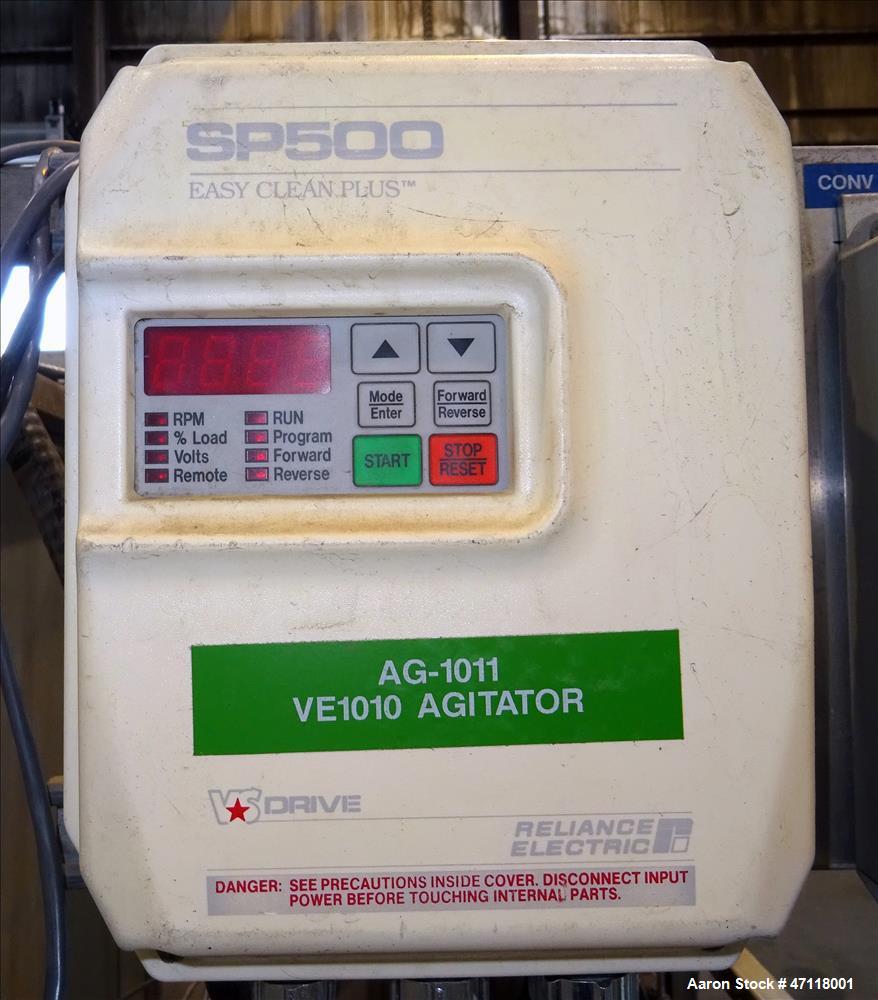 SP500
EASY CLEAN PLUS™
CONV
Mode
Enter
Forward
Reverse
START
STOP
RESET
RPM
RUN
% Load
Program
Volts
Forward
Remote
Reverse
AG-1011
VE1010 AGITATOR
VS DRIVE
RELIANCE
ELECTRIC
DANGER: SEE PRECAUTIONS INSIDE COVER. DISCONNECT INPUT
POWER BEFORE TOUCHING INTERNAL PARTS.
Aaron Stock # 47118001